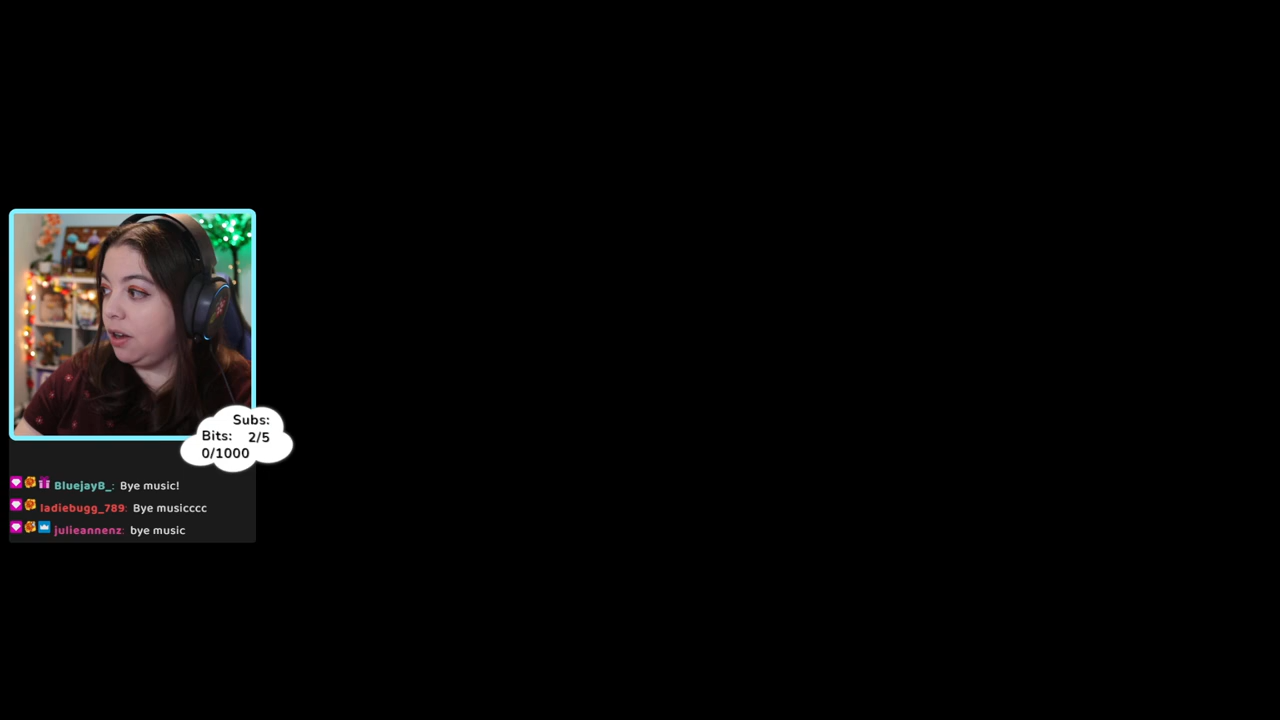 Subs:
Bits: 2/5
0/1000
BluejayB_: Bye music!
ladiebugg_789: Bye musicccc
julieannenz: bye music